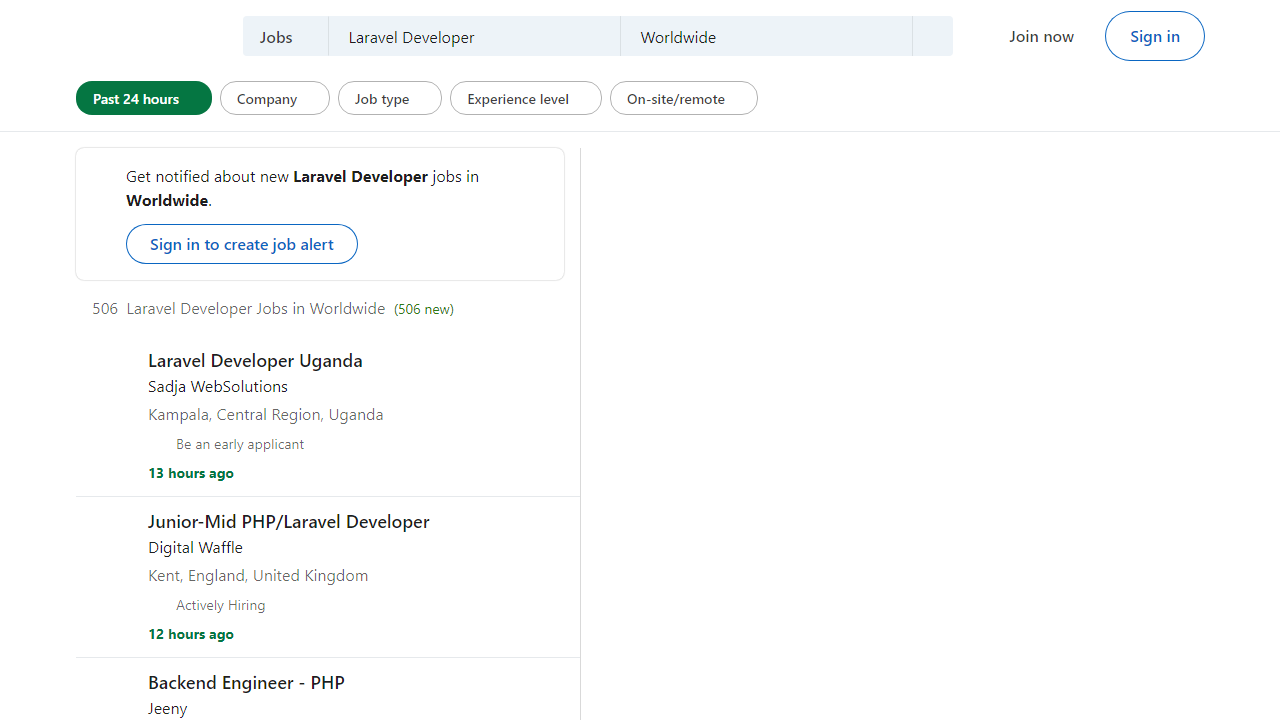 Jobs
Laravel Developer
Worldwide
Join now
Sign in
Past 24 hours
Company
Job type
Experience level
On-site/remote
Get notified about new Laravel Developer jobs in
Worldwide.
Sign in to create job alert
506 Laravel Developer Jobs in Worldwide (506 new)
Laravel Developer Uganda
Sadja WebSolutions
Kampala, Central Region, Uganda
Be an early applicant
13 hours ago
Junior-Mid PHP/Laravel Developer
Digital Waffle
Kent, England, United Kingdom
Actively Hiring
12 hours ago
Backend Engineer - PHP
Jeeny